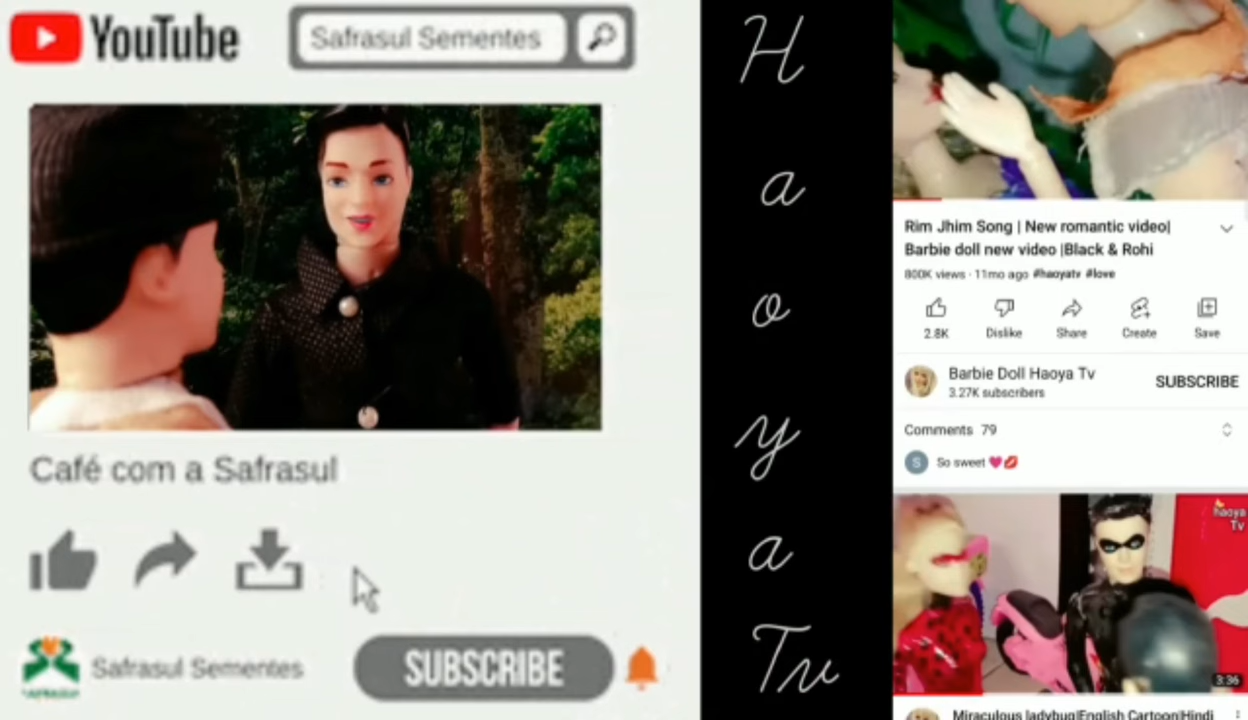 YouTube
Safrasul Sementes
Café com a Safrasul
Safrasul Sementes
SUBSCRIBE
SAFRASUL
H
a
o
y
a
Tv
Rim Jhim Song | New romantic video|
Barbie doll new video |Black & Rohi
800K views · 11mo ago #haoyatv #love
2.8K
Dislike
Share
Create
Save
Barbie Doll Haoya Tv
3.27K subscribers
SUBSCRIBE
Comments 79
S
So sweet 💗💋
haoya
Tv
3:36
Miraculous ladybug|English Cartoon|Hindi